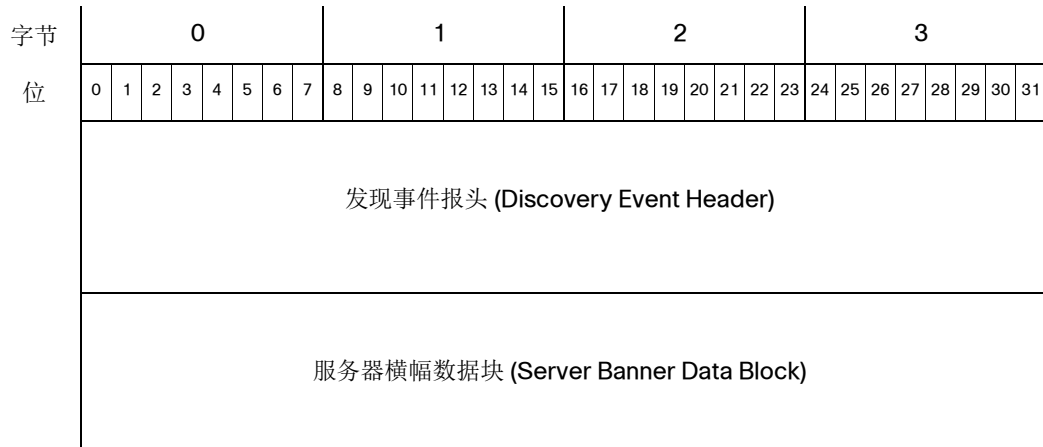 字节 0 1 2 3
位 0 1 2 3 4 5 6 7 8 9 10 11 12 13 14 15 16 17 18 19 20 21 22 23 24 25 26 27 28 29 30 31
发现事件报头 (Discovery Event Header)
服务器横幅数据块 (Server Banner Data Block)